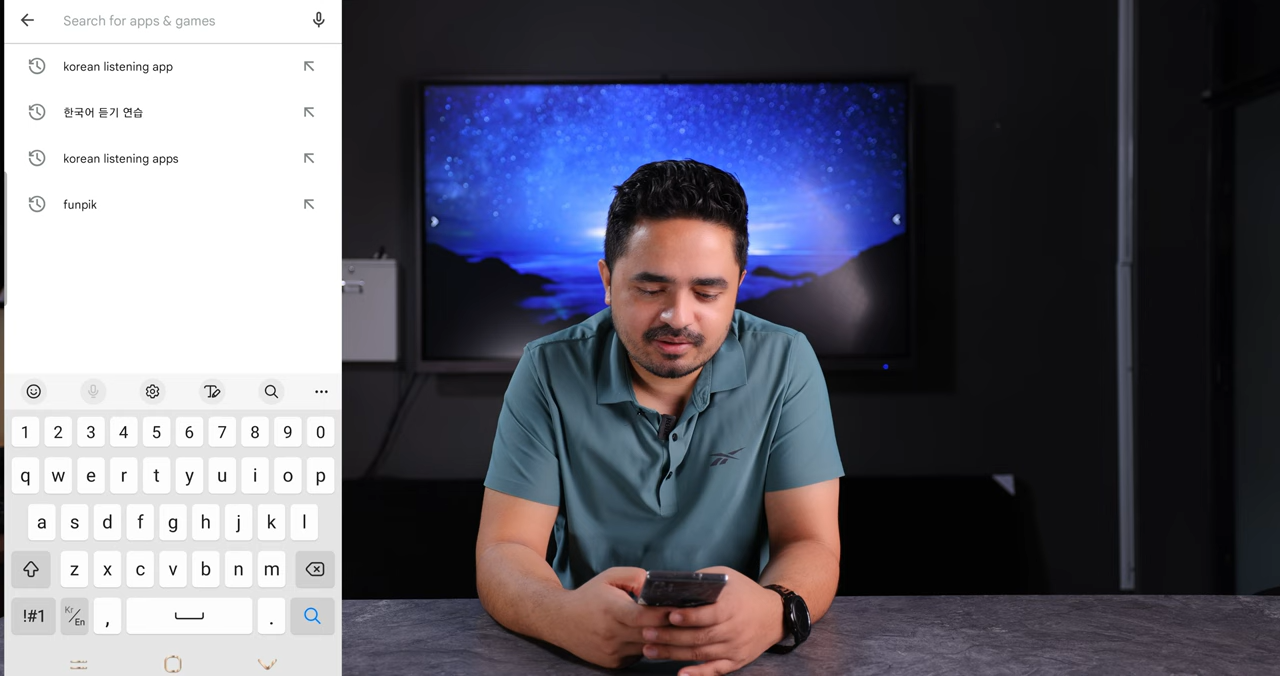 Search for apps & games
korean listening app
한국어 듣기 연습
korean listening apps
funpik
1 2 3 4 5 6 7 8 9 0
q w e r t y u i o p
a s d f g h j k l
z x c v b n m
!#1 Kr/En , .